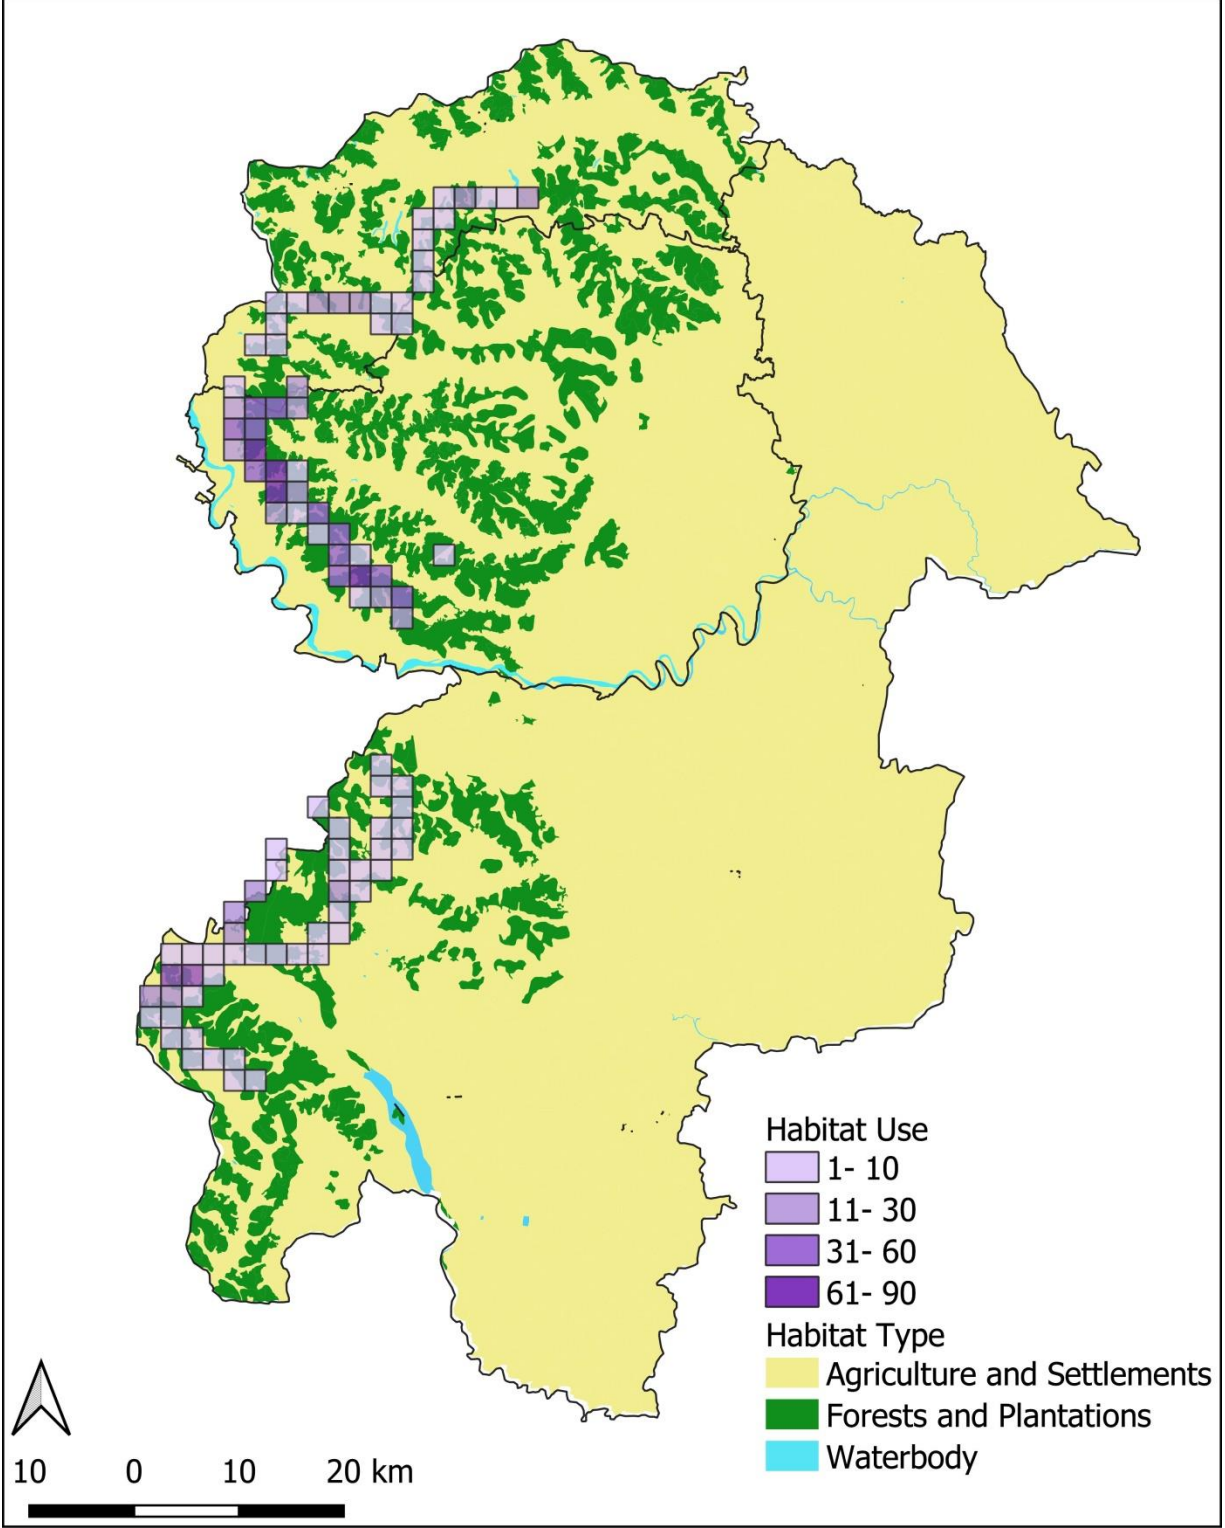 Habitat Use
1- 10
11- 30
31- 60
61- 90
Habitat Type
Agriculture and Settlements
Forests and Plantations
Waterbody
10 0 10 20 km